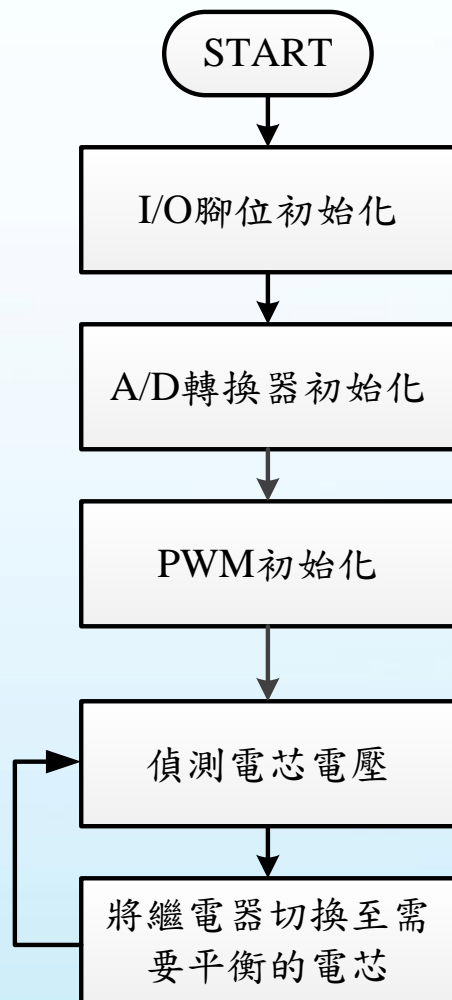 START
I/O腳位初始化
A/D轉換器初始化
PWM初始化
偵測電芯電壓
將繼電器切換至需
要平衡的電芯